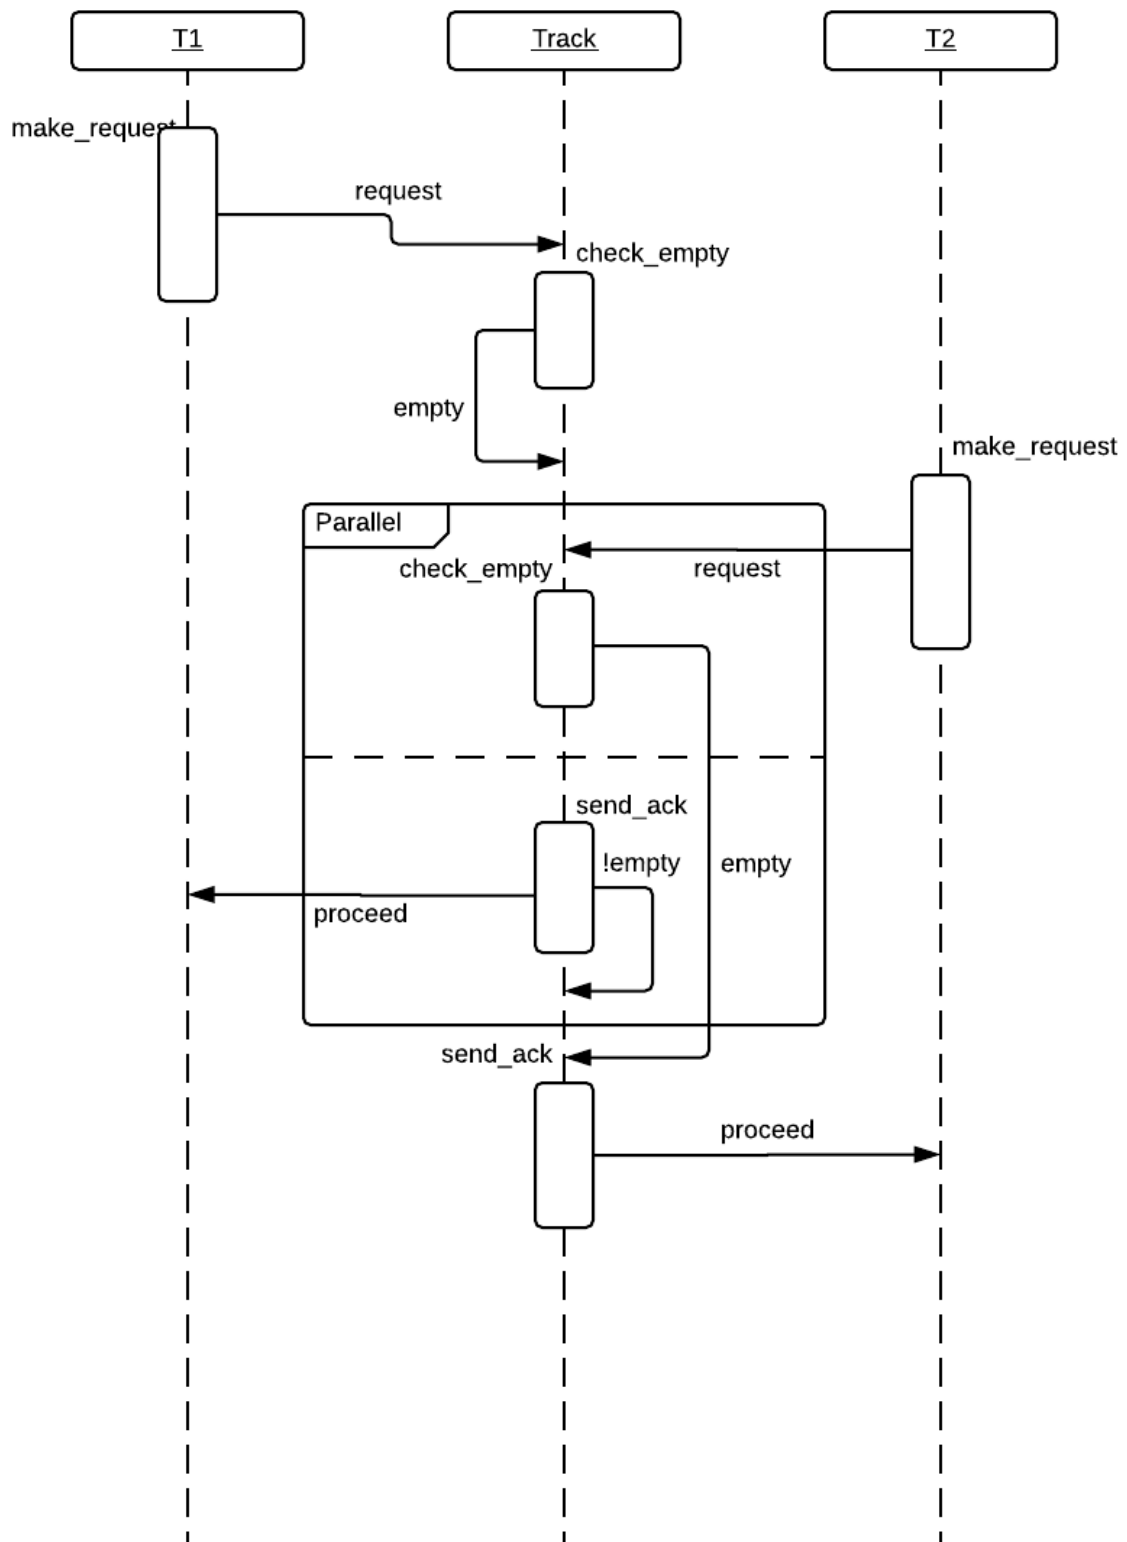 T1
Track
T2
make_request
request
check_empty
empty
make_request
Parallel
request
check_empty
send_ack
!empty
empty
proceed
send_ack
proceed